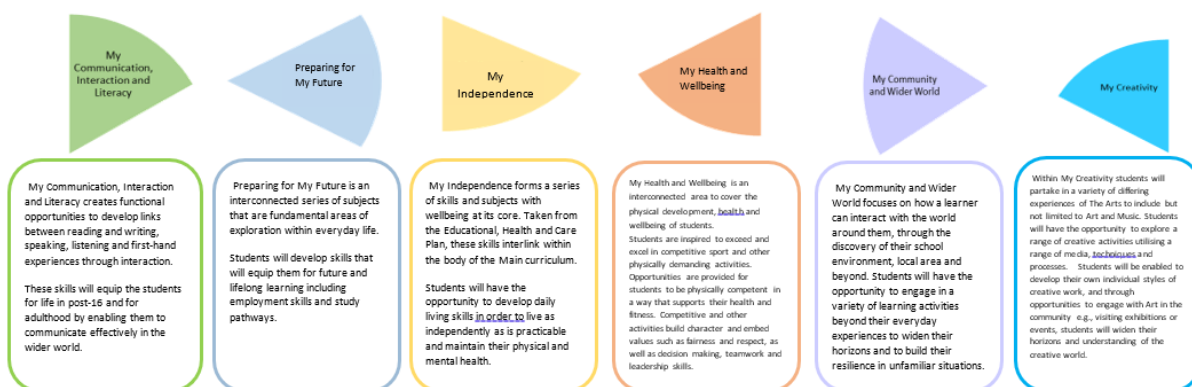 My
Communication,
Interaction and
Literacy
Preparing for
My Future
My
Independence
My Health and
Wellbeing
My Community
and Wider World
My Creativity
My Communication, Interaction
and Literacy creates functional
opportunities to develop links
between reading and writing,
speaking, listening and first-hand
experiences through interaction.
These skills will equip the students
for life in post-16 and for
adulthood by enabling them to
communicate effectively in the
wider world.
Preparing for My Future is an
interconnected series of subjects
that are fundamental areas of
exploration within everyday life.
Students will develop skills that
will equip them for future and
lifelong learning including
employment skills and study
pathways.
My Independence forms a series
of skills and subjects with
wellbeing at its core. Taken from
the Educational, Health and Care
Plan, these skills interlink within
the body of the Main curriculum.
Students will have the
opportunity to develop daily
living skills in order to live as
independently as is practicable
and maintain their physical and
mental health.
My Health and Wellbeing is an
interconnected area to cover the
physical development, health and
wellbeing of students.
Students are inspired to exceed and
excel in competitive sport and other
physically demanding activities.
Opportunities are provided for
students to be physically competent in
a way that supports their health and
fitness. Competitive and other
activities build character and embed
values such as fairness and respect, as
well as decision making, teamwork and
leadership skills.
My Community and Wider
World focuses on how a learner
can interact with the world
around them, through the
discovery of their school
environment, local area and
beyond. Students will have the
opportunity to engage in a
variety of learning activities
beyond their everyday
experiences to widen their
horizons and to build their
resilience in unfamiliar situations.
Within My Creativity students will
partake in a variety of differing
experiences of The Arts to include but
not limited to Art and Music. Students
will have the opportunity to explore a
range of creative activities utilising a
range of media, techniques and
processes. Students will be enabled to
develop their own individual styles of
creative work, and through
opportunities to engage with Art in the
community e.g., visiting exhibitions or
events, students will widen their
horizons and understanding of the
creative world.